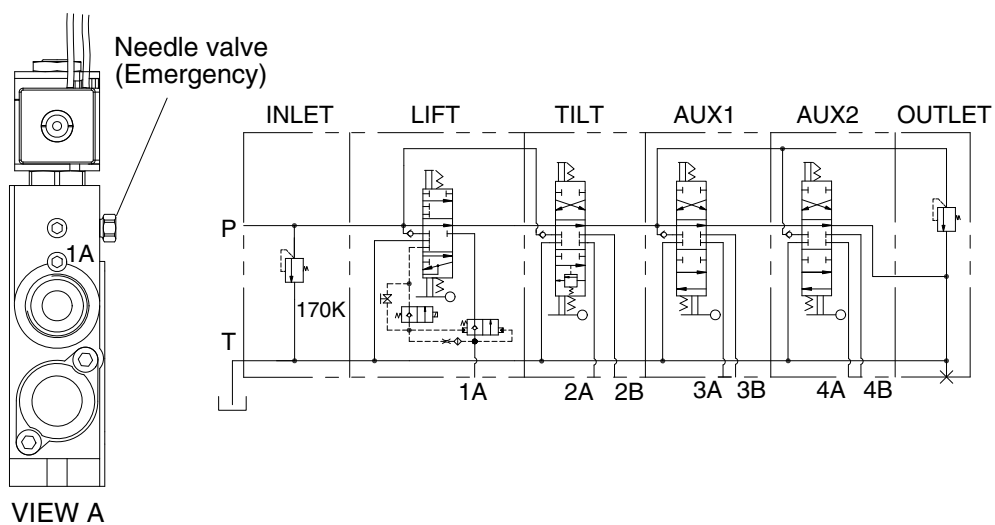 Needle valve
(Emergency)
1A
VIEW A
INLET LIFT TILT AUX1 AUX2 OUTLET
P
170K
T
1A 2A 2B 3A 3B 4A 4B